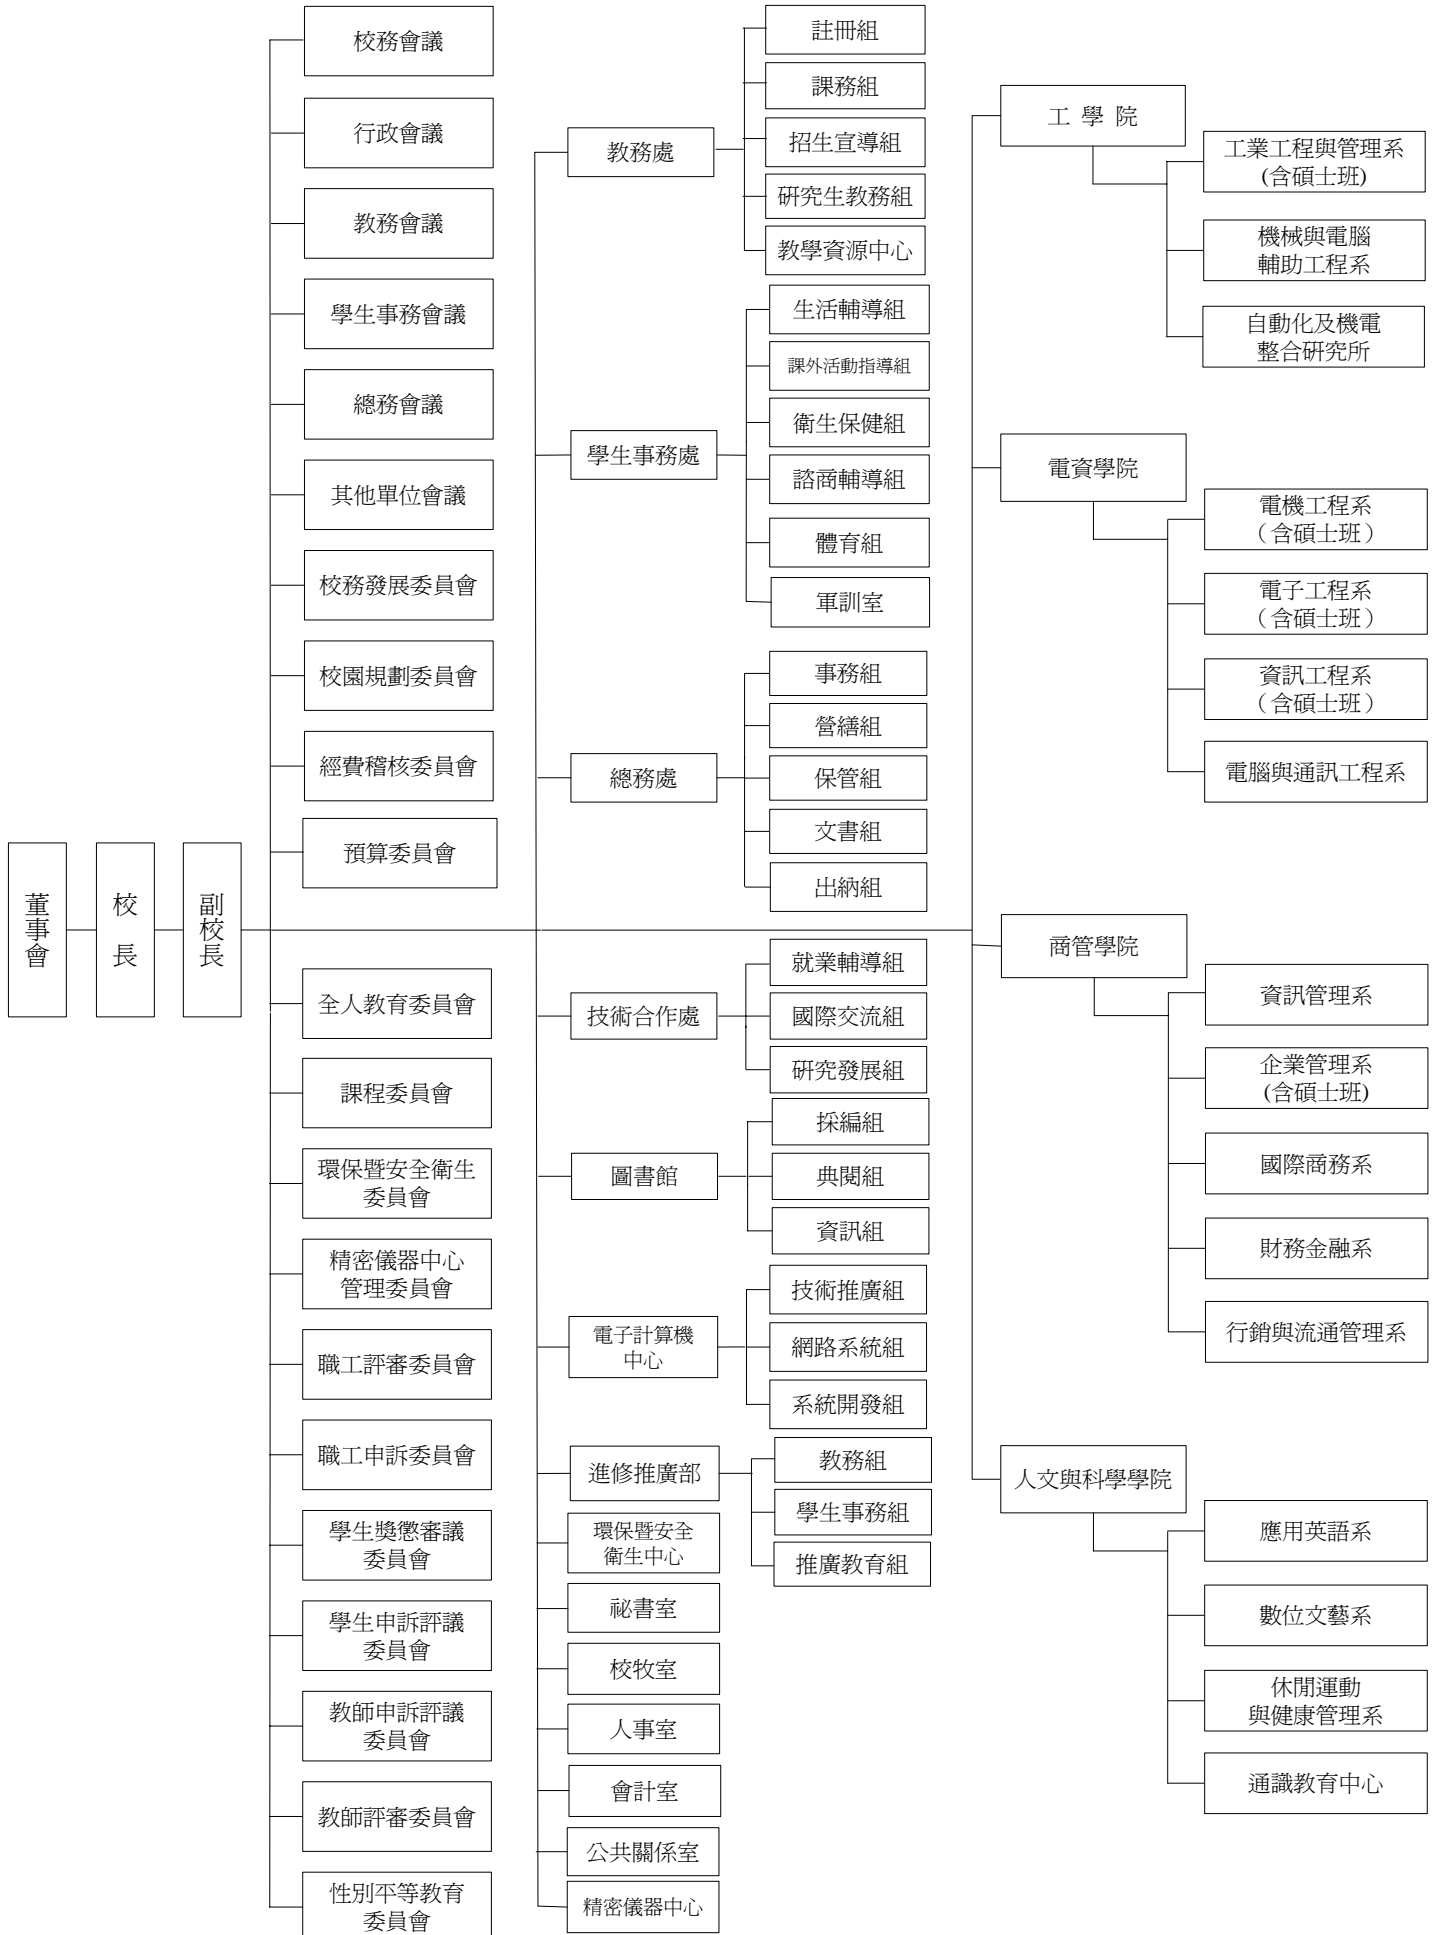 董事會
校長
副校長
校務會議
行政會議
教務會議
學生事務會議
總務會議
其他單位會議
校務發展委員會
校園規劃委員會
經費稽核委員會
預算委員會
全人教育委員會
課程委員會
環保暨安全衛生
委員會
精密儀器中心
管理委員會
職工評審委員會
職工申訴委員會
學生獎懲審議
委員會
學生申訴評議
委員會
教師申訴評議
委員會
教師評審委員會
性別平等教育
委員會
教務處
註冊組
課務組
招生宣導組
研究生教務組
教學資源中心
學生事務處
生活輔導組
課外活動指導組
衛生保健組
諮商輔導組
體育組
軍訓室
總務處
事務組
營繕組
保管組
文書組
出納組
技術合作處
就業輔導組
國際交流組
研究發展組
圖書館
採編組
典閱組
資訊組
電子計算機
中心
技術推廣組
網路系統組
系統開發組
進修推廣部
教務組
學生事務組
推廣教育組
環保暨安全
衛生中心
祕書室
校牧室
人事室
會計室
公共關係室
精密儀器中心
工 學 院
工業工程與管理系
(含碩士班)
機械與電腦
輔助工程系
自動化及機電
整合研究所
電資學院
電機工程系
（含碩士班）
電子工程系
（含碩士班）
資訊工程系
（含碩士班）
電腦與通訊工程系
商管學院
資訊管理系
企業管理系
(含碩士班)
國際商務系
財務金融系
行銷與流通管理系
人文與科學學院
應用英語系
數位文藝系
休閒運動
與健康管理系
通識教育中心